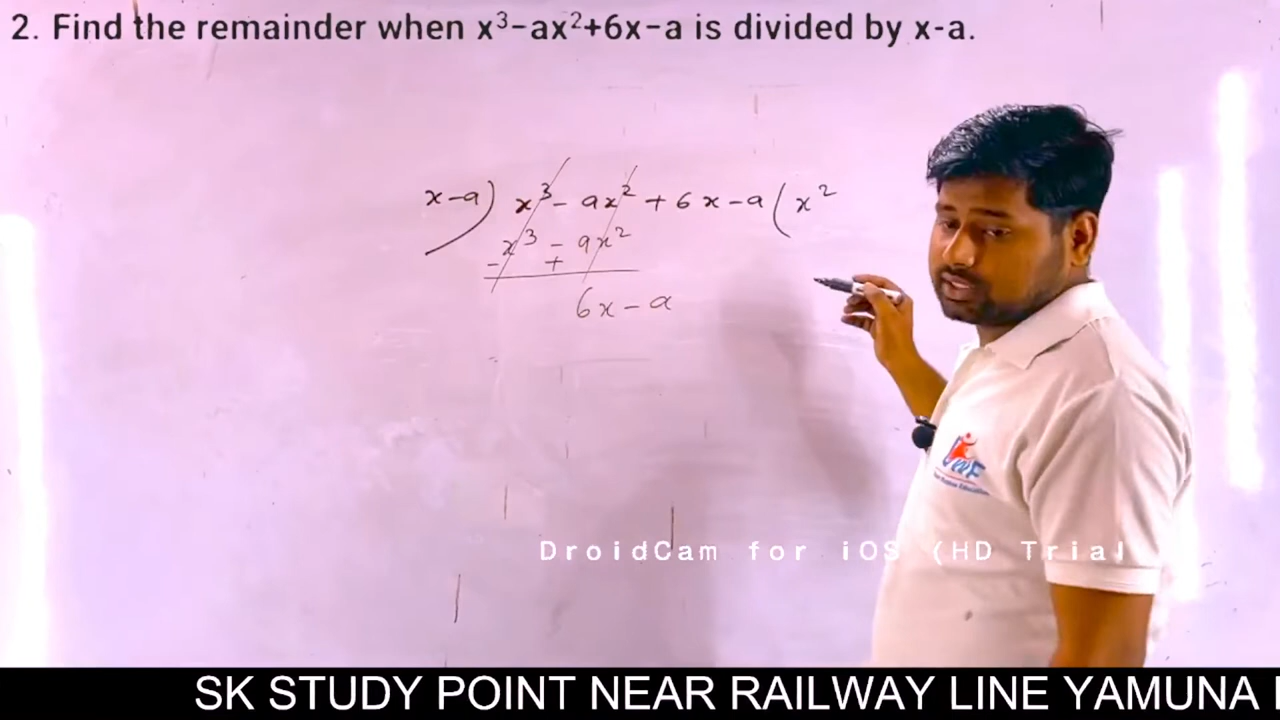 2. Find the remainder when x³-ax²+6x-a is divided by x-a.
x-a) x³ - ax² + 6x - a ( x²
x³ - ax²
- +
6x - a
DroidCam for iOS (HD Trial
SK STUDY POINT NEAR RAILWAY LINE YAMUNA